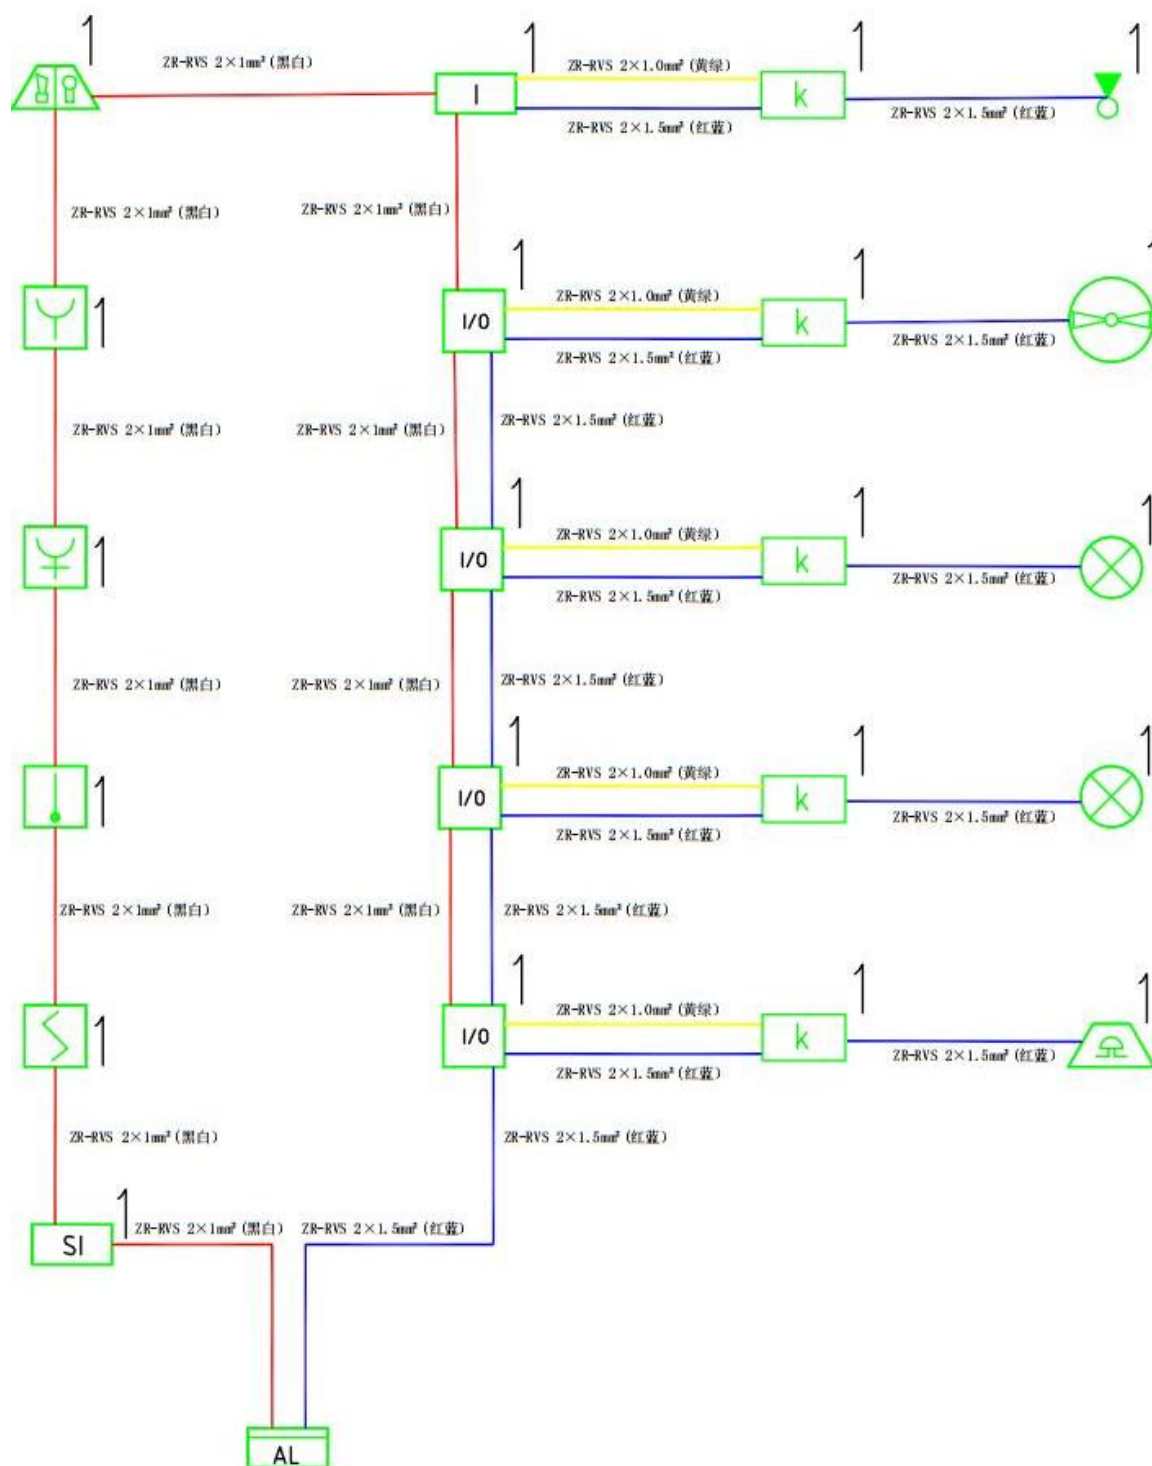 1
1
1
1
ZR-RVS 2×1mm²(黑白)
ZR-RVS 2×1.0mm²(黄绿)
I
k
ZR-RVS 2×1.5mm²(红蓝)
ZR-RVS 2×1.5mm²(红蓝)
ZR-RVS 2×1mm²(黑白)
ZR-RVS 2×1mm²(黑白)
1
1
1
1
ZR-RVS 2×1.0mm²(黄绿)
I/O
k
ZR-RVS 2×1.5mm²(红蓝)
ZR-RVS 2×1.5mm²(红蓝)
ZR-RVS 2×1mm²(黑白)
ZR-RVS 2×1mm²(黑白)
ZR-RVS 2×1.5mm²(红蓝)
1
1
1
1
ZR-RVS 2×1.0mm²(黄绿)
I/O
k
ZR-RVS 2×1.5mm²(红蓝)
ZR-RVS 2×1.5mm²(红蓝)
ZR-RVS 2×1mm²(黑白)
ZR-RVS 2×1mm²(黑白)
ZR-RVS 2×1.5mm²(红蓝)
1
1
1
1
ZR-RVS 2×1.0mm²(黄绿)
I/O
k
ZR-RVS 2×1.5mm²(红蓝)
ZR-RVS 2×1.5mm²(红蓝)
ZR-RVS 2×1mm²(黑白)
ZR-RVS 2×1mm²(黑白)
ZR-RVS 2×1.5mm²(红蓝)
1
1
1
1
ZR-RVS 2×1.0mm²(黄绿)
I/O
k
ZR-RVS 2×1.5mm²(红蓝)
ZR-RVS 2×1.5mm²(红蓝)
ZR-RVS 2×1mm²(黑白)
ZR-RVS 2×1.5mm²(红蓝)
1
SI
ZR-RVS 2×1mm²(黑白)
ZR-RVS 2×1.5mm²(红蓝)
AL